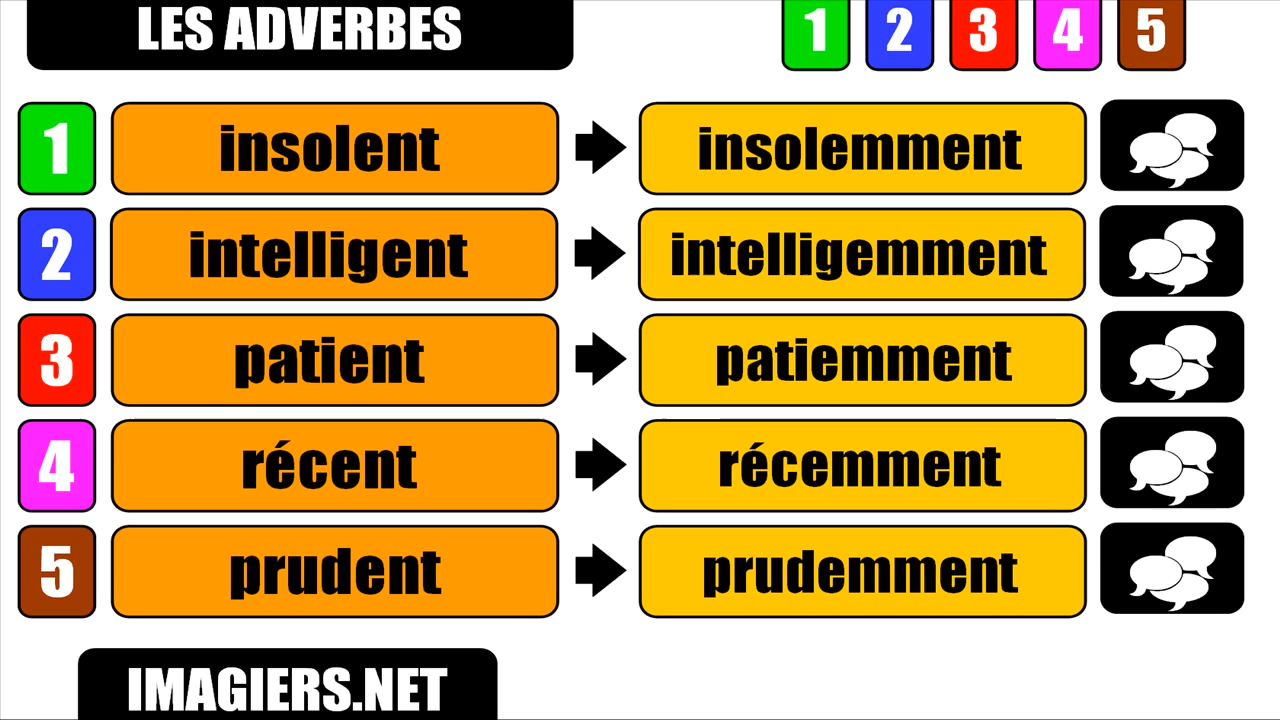 LES ADVERBES
1 2 3 4 5
1 insolent insolemment
2 intelligent intelligemment
3 patient patiemment
4 récent récemment
5 prudent prudemment
IMAGIERS.NET